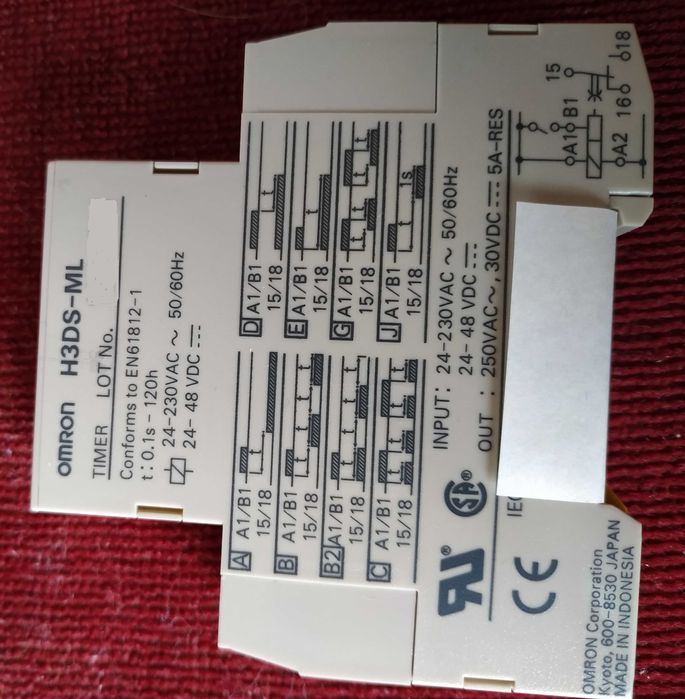 OMRON H3DS-ML
TIMER LOT No.
Conforms to EN61812-1
t: 0.1s - 120h
24-230VAC ~ 50/60Hz
24- 48 VDC ⎓
A A1/B1
15/18
t
B A1/B1
15/18
t t t
B2 A1/B1
15/18
t t t
C A1/B1
15/18
t t t t
D A1/B1
15/18
t
E A1/B1
15/18
t
G A1/B1
15/18
t t t t
J A1/B1
15/18
t 1s
INPUT: 24-230VAC ~ 50/60Hz
24- 48 VDC ⎓
OUT : 250VAC~, 30VDC ⎓ 5A-RES
15
18
16
A1 B1
A2
RU® SA®
CE
OMRON Corporation
Kyoto, 600-8530 JAPAN
MADE IN INDONESIA